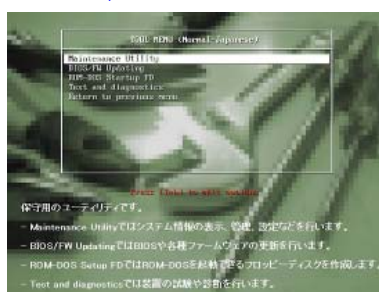 TOOL MENU (Normal-Japanese)
Maintenance Utility
BIOS/FW Updating
ROM-DOS Startup FD
Test and diagnostics
Return to previous menu
Press [Esc] to exit
保守用のユーティリティです。
- Maintenance Utilityではシステム情報の表示、管理、設定などを行います。
- BIOS/FW UpdatingではBIOSや各種ファームウェアの更新を行います。
- ROM-DOS Setup FDではROM-DOSを起動できるフロッピーディスクを作成します。
- Test and diagnosticsでは装置の試験や診断を行います。